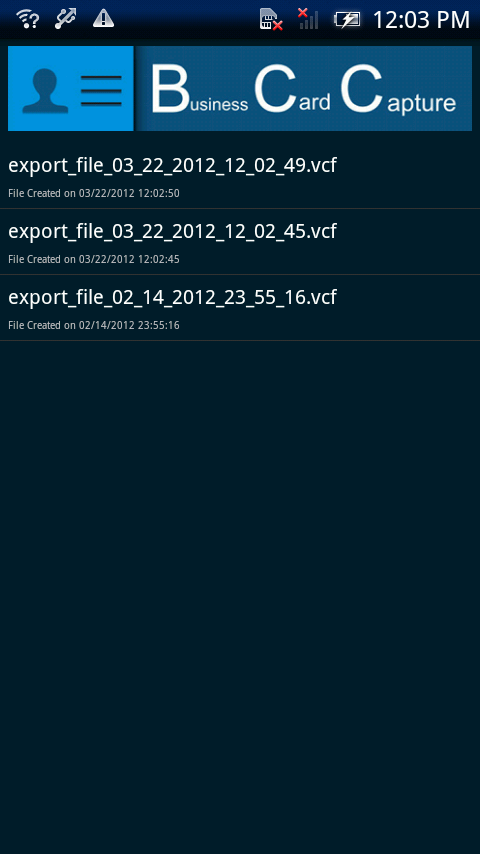 12:03 PM
Business Card Capture
export_file_03_22_2012_12_02_49.vcf
File Created on 03/22/2012 12:02:50
export_file_03_22_2012_12_02_45.vcf
File Created on 03/22/2012 12:02:45
export_file_02_14_2012_23_55_16.vcf
File Created on 02/14/2012 23:55:16